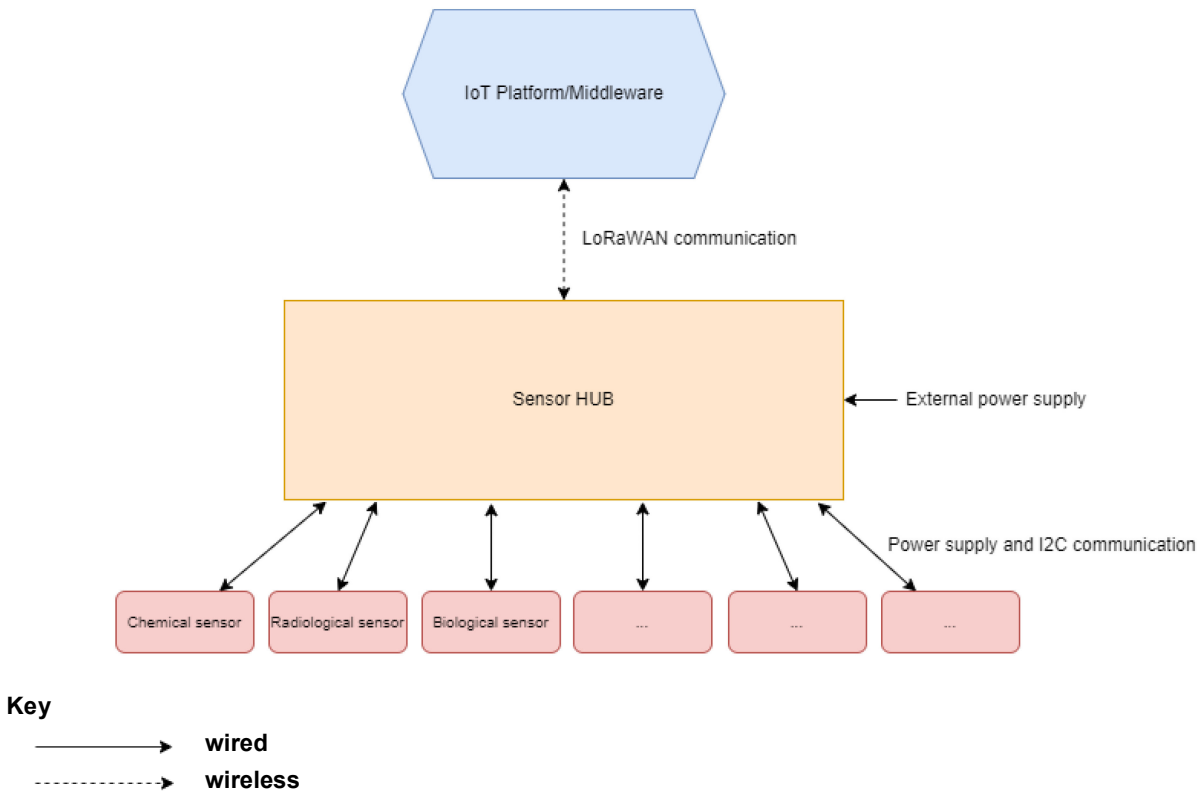 IoT Platform/Middleware
LoRaWAN communication
Sensor HUB
External power supply
Power supply and I2C communication
Chemical sensor
Radiological sensor
Biological sensor
...
...
...
Key
wired
wireless